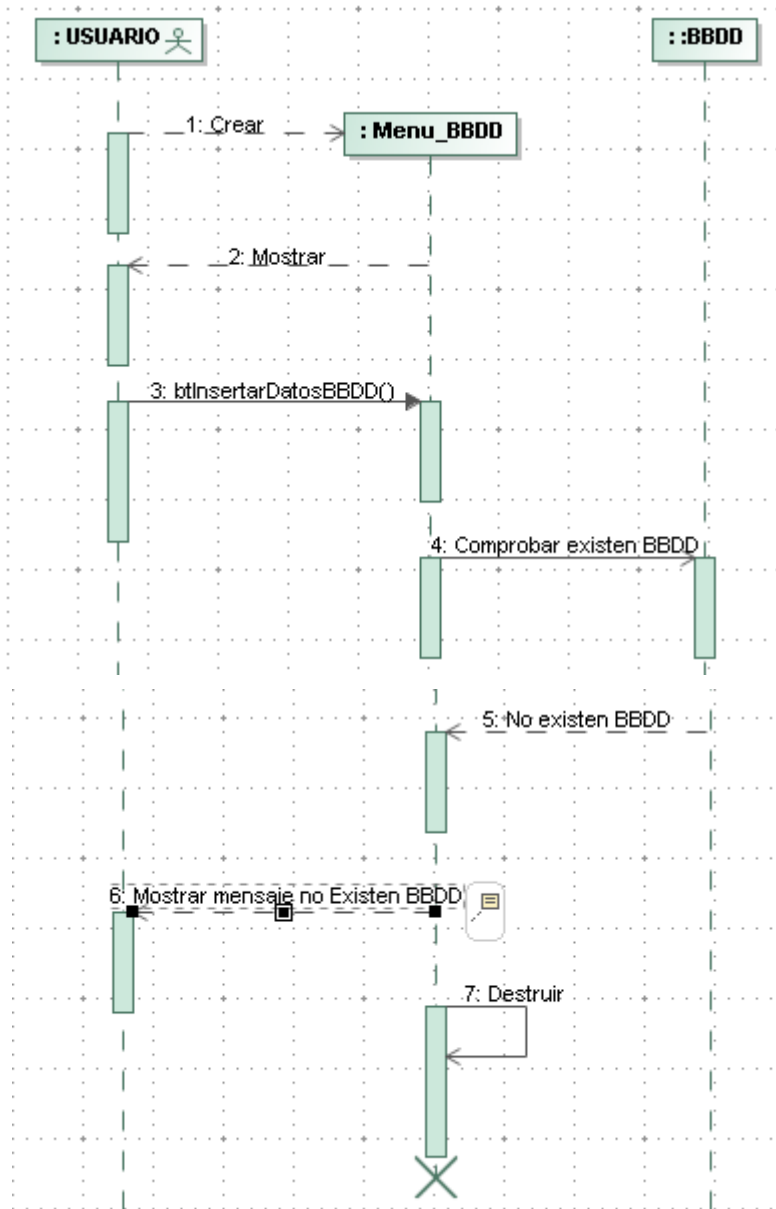 : USUARIO
: :BBDD
1: Crear
: Menu_BBDD
2: Mostrar
3: btInsertarDatosBBDD()
4: Comprobar existen BBDD
5: No existen BBDD
6: Mostrar mensaje no Existen BBDD
7: Destruir